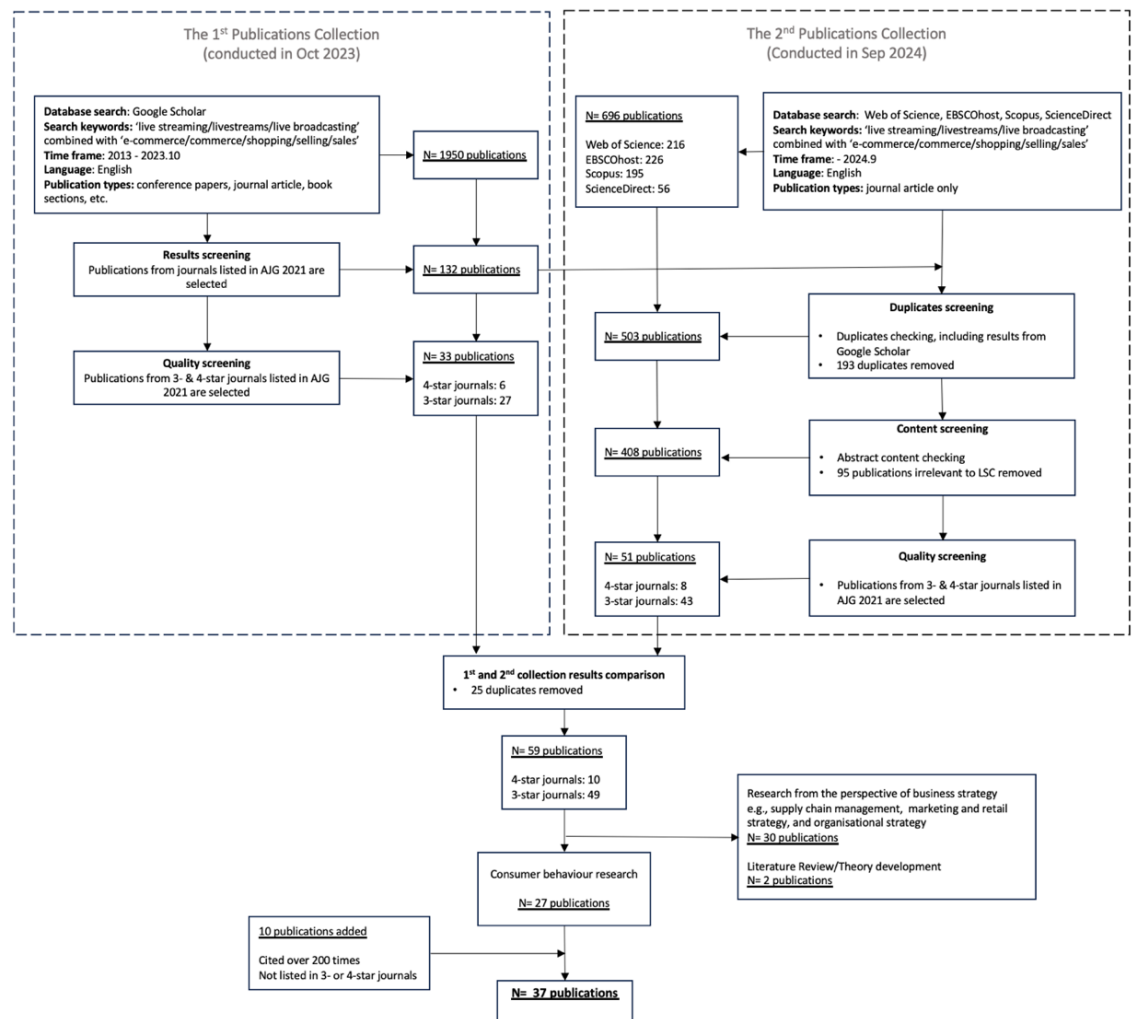 The 1st Publications Collection
(conducted in Oct 2023)
Database search: Google Scholar
Search keywords: ‘live streaming/livestreams/live broadcasting’
combined with ‘e-commerce/commerce/shopping/selling/sales’
Time frame: 2013 - 2023.10
Language: English
Publication types: conference papers, journal article, book
sections, etc.
N= 1950 publications
Results screening
Publications from journals listed in AJG 2021 are
selected
N= 132 publications
Quality screening
Publications from 3- & 4-star journals listed in AJG
2021 are selected
N= 33 publications
4-star journals: 6
3-star journals: 27
The 2nd Publications Collection
(Conducted in Sep 2024)
N= 696 publications
Web of Science: 216
EBSCOhost: 226
Scopus: 195
ScienceDirect: 56
Database search: Web of Science, EBSCOhost, Scopus, ScienceDirect
Search keywords: ‘live streaming/livestreams/live broadcasting’
combined with ‘e-commerce/commerce/shopping/selling/sales’
Time frame: - 2024.9
Language: English
Publication types: journal article only
Duplicates screening
• Duplicates checking, including results from
Google Scholar
• 193 duplicates removed
N= 503 publications
Content screening
• Abstract content checking
• 95 publications irrelevant to LSC removed
N= 408 publications
Quality screening
• Publications from 3- & 4-star journals listed in
AJG 2021 are selected
N= 51 publications
4-star journals: 8
3-star journals: 43
1st and 2nd collection results comparison
• 25 duplicates removed
N= 59 publications
4-star journals: 10
3-star journals: 49
Research from the perspective of business strategy
e.g., supply chain management, marketing and retail
strategy, and organisational strategy
N= 30 publications
Literature Review/Theory development
N= 2 publications
Consumer behaviour research
N= 27 publications
10 publications added
Cited over 200 times
Not listed in 3- or 4-star journals
N= 37 publications